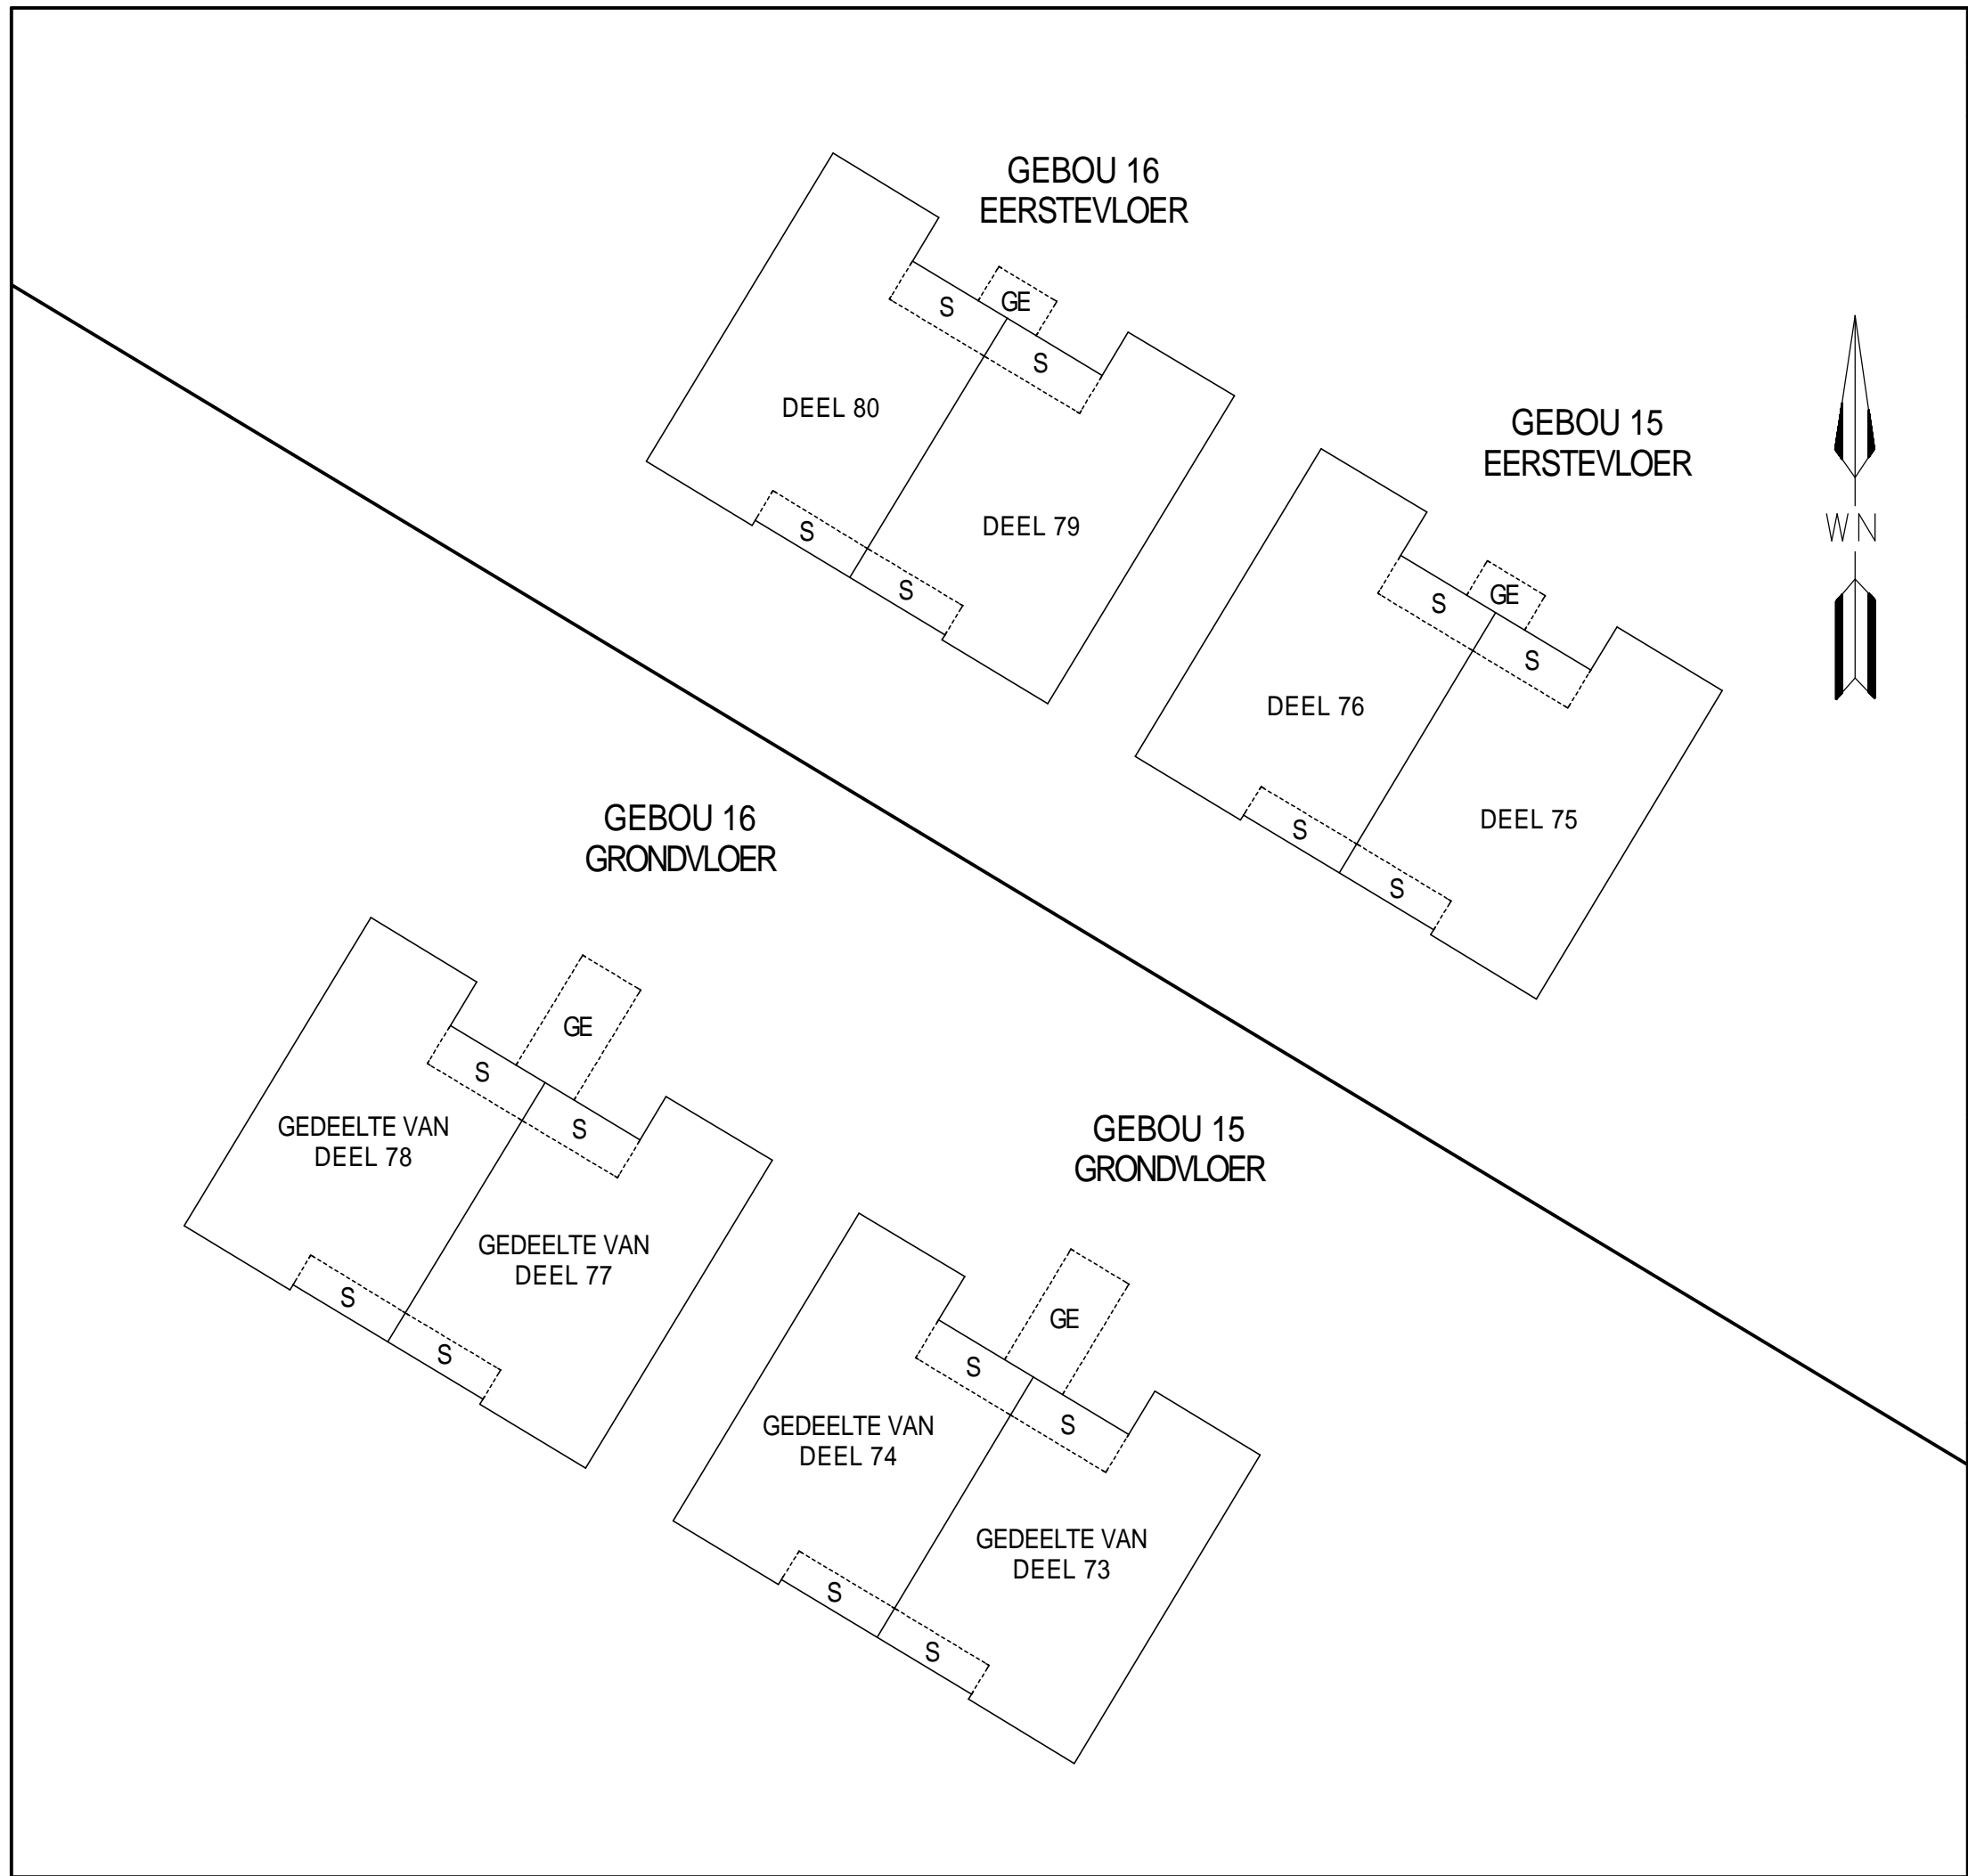 GEBOU 16
EERSTEVLOER
GE
S
S
DEEL 80
DEEL 79
S
S
GEBOU 15
EERSTEVLOER
GE
S
S
DEEL 76
DEEL 75
S
S
WN
GEBOU 16
GRONDVLOER
GE
S
S
GEDEELTE VAN
DEEL 78
GEDEELTE VAN
DEEL 77
S
S
GEBOU 15
GRONDVLOER
GE
S
S
GEDEELTE VAN
DEEL 74
GEDEELTE VAN
DEEL 73
S
S